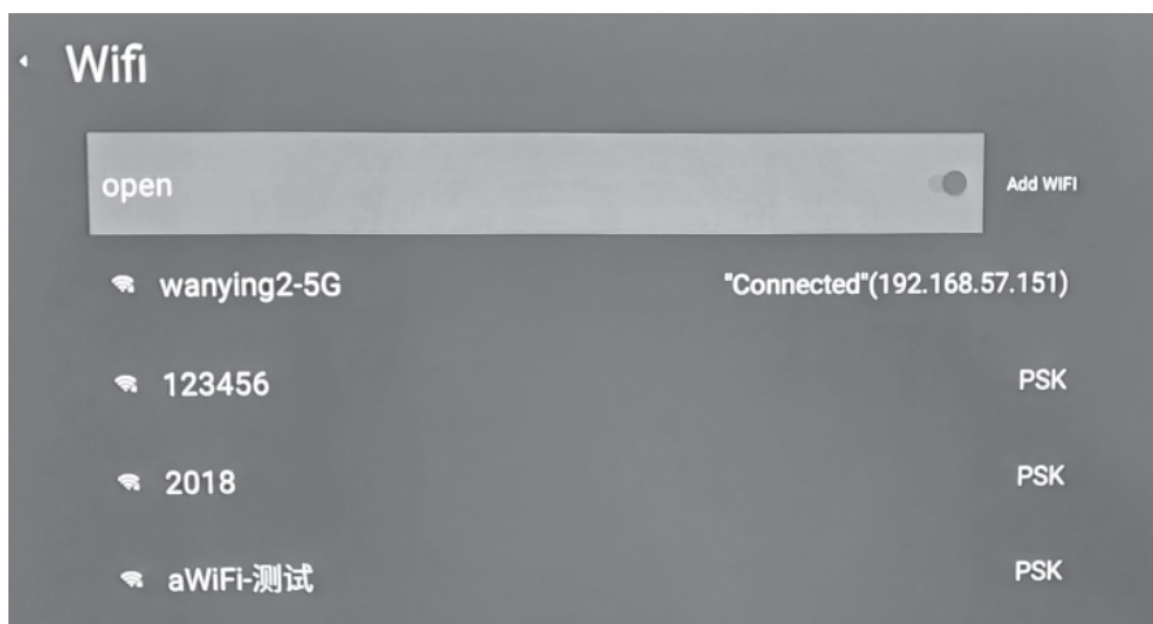 Wifi
open
Add WIFI
wanying2-5G "Connected"(192.168.57.151)
123456 PSK
2018 PSK
aWiFi-测试 PSK